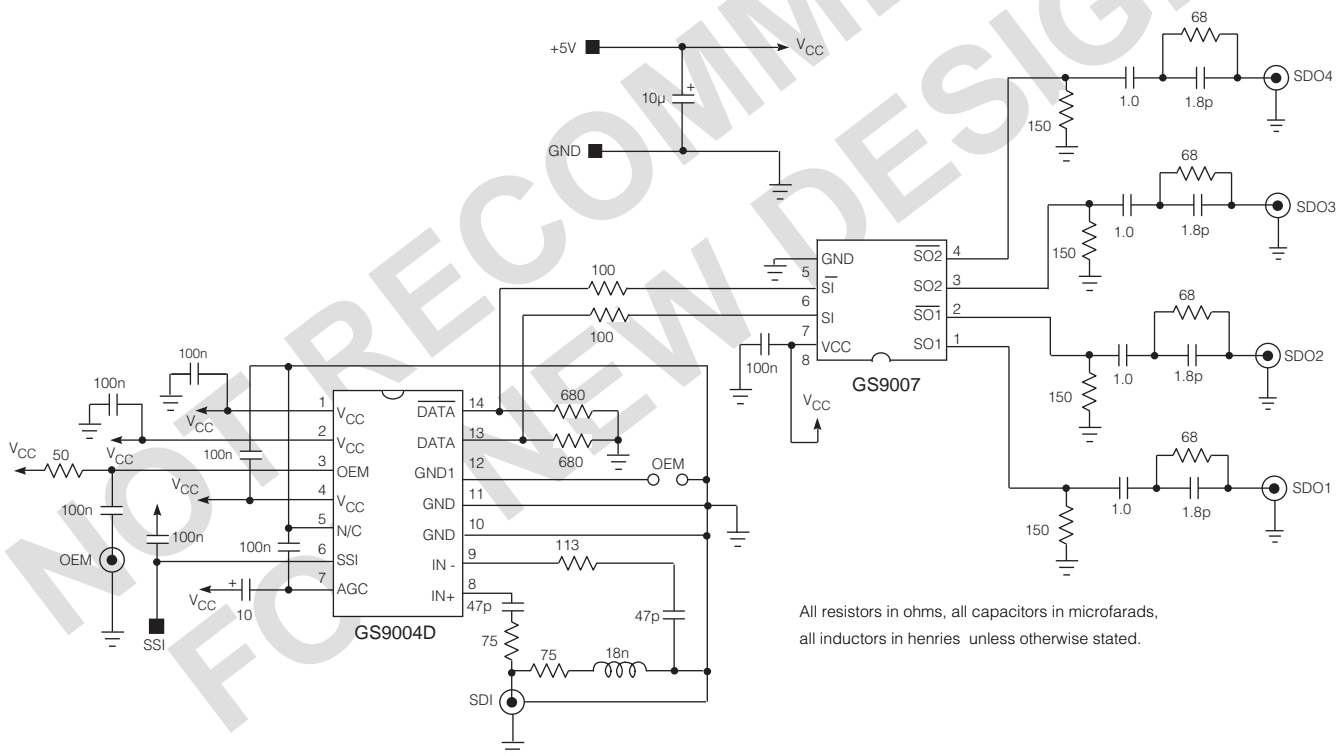 NOT RECOMM
NEW DESIGN
FO
+5V
VCC
10µ
+
GND
68
SDO4
1.0
1.8p
150
68
SDO3
1.0
1.8p
150
GND
SO2
4
5
SI
SO2
3
6
SI
SO1
2
7
VCC
SO1
1
8
GS9007
100
100
100n
VCC
68
SDO2
1.0
1.8p
150
68
SDO1
1.0
1.8p
150
100n
100n
VCC
VCC
VCC
50
100n
VCC
100n
OEM
100n
SSI
100n
VCC
+
10
1
VCC
2
VCC
3
OEM
4
VCC
5
N/C
6
SSI
7
AGC
DATA
14
DATA
13
GND1
12
GND
11
GND
10
IN -
9
IN+
8
GS9004D
680
680
OEM
113
47p
47p
75
75
18n
SDI
All resistors in ohms, all capacitors in microfarads,
all inductors in henries unless otherwise stated.